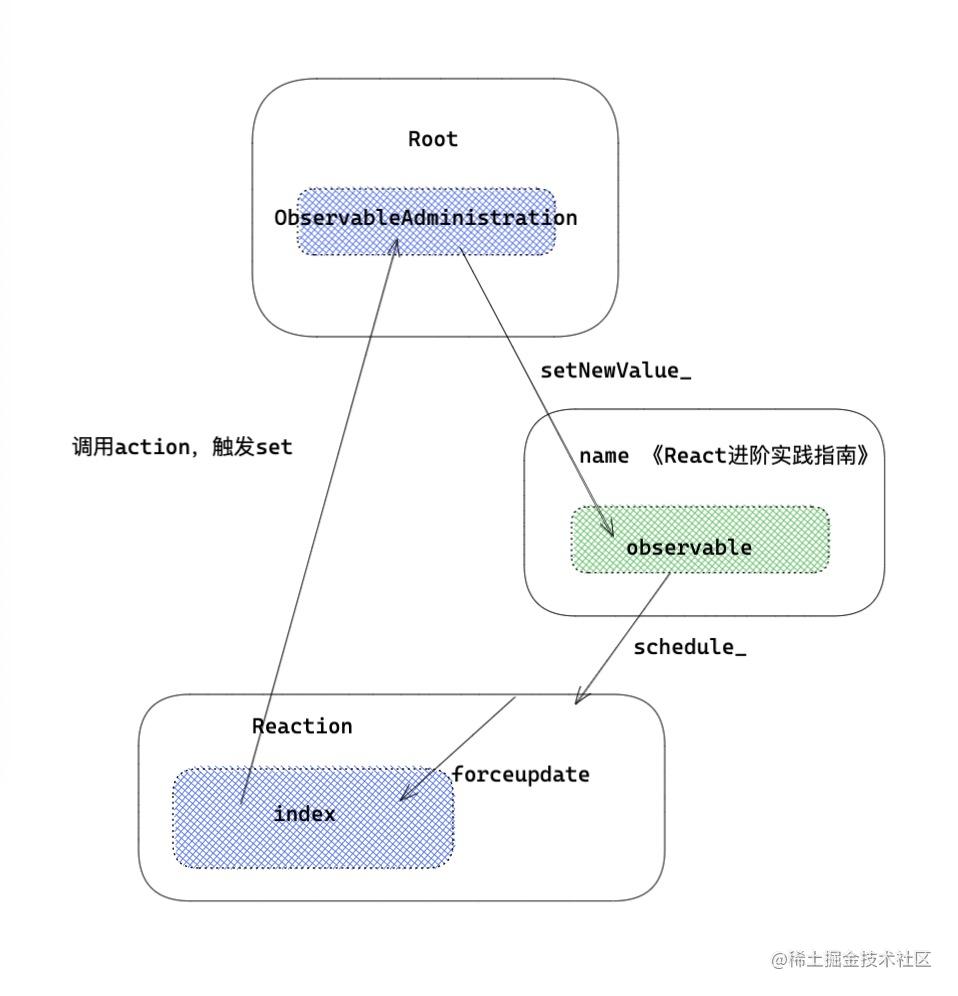 Root
ObservableAdministration
setNewValue_
调用action，触发set
name 《React进阶实践指南》
observable
schedule_
Reaction
forceupdate
index
@稀土掘金技术社区